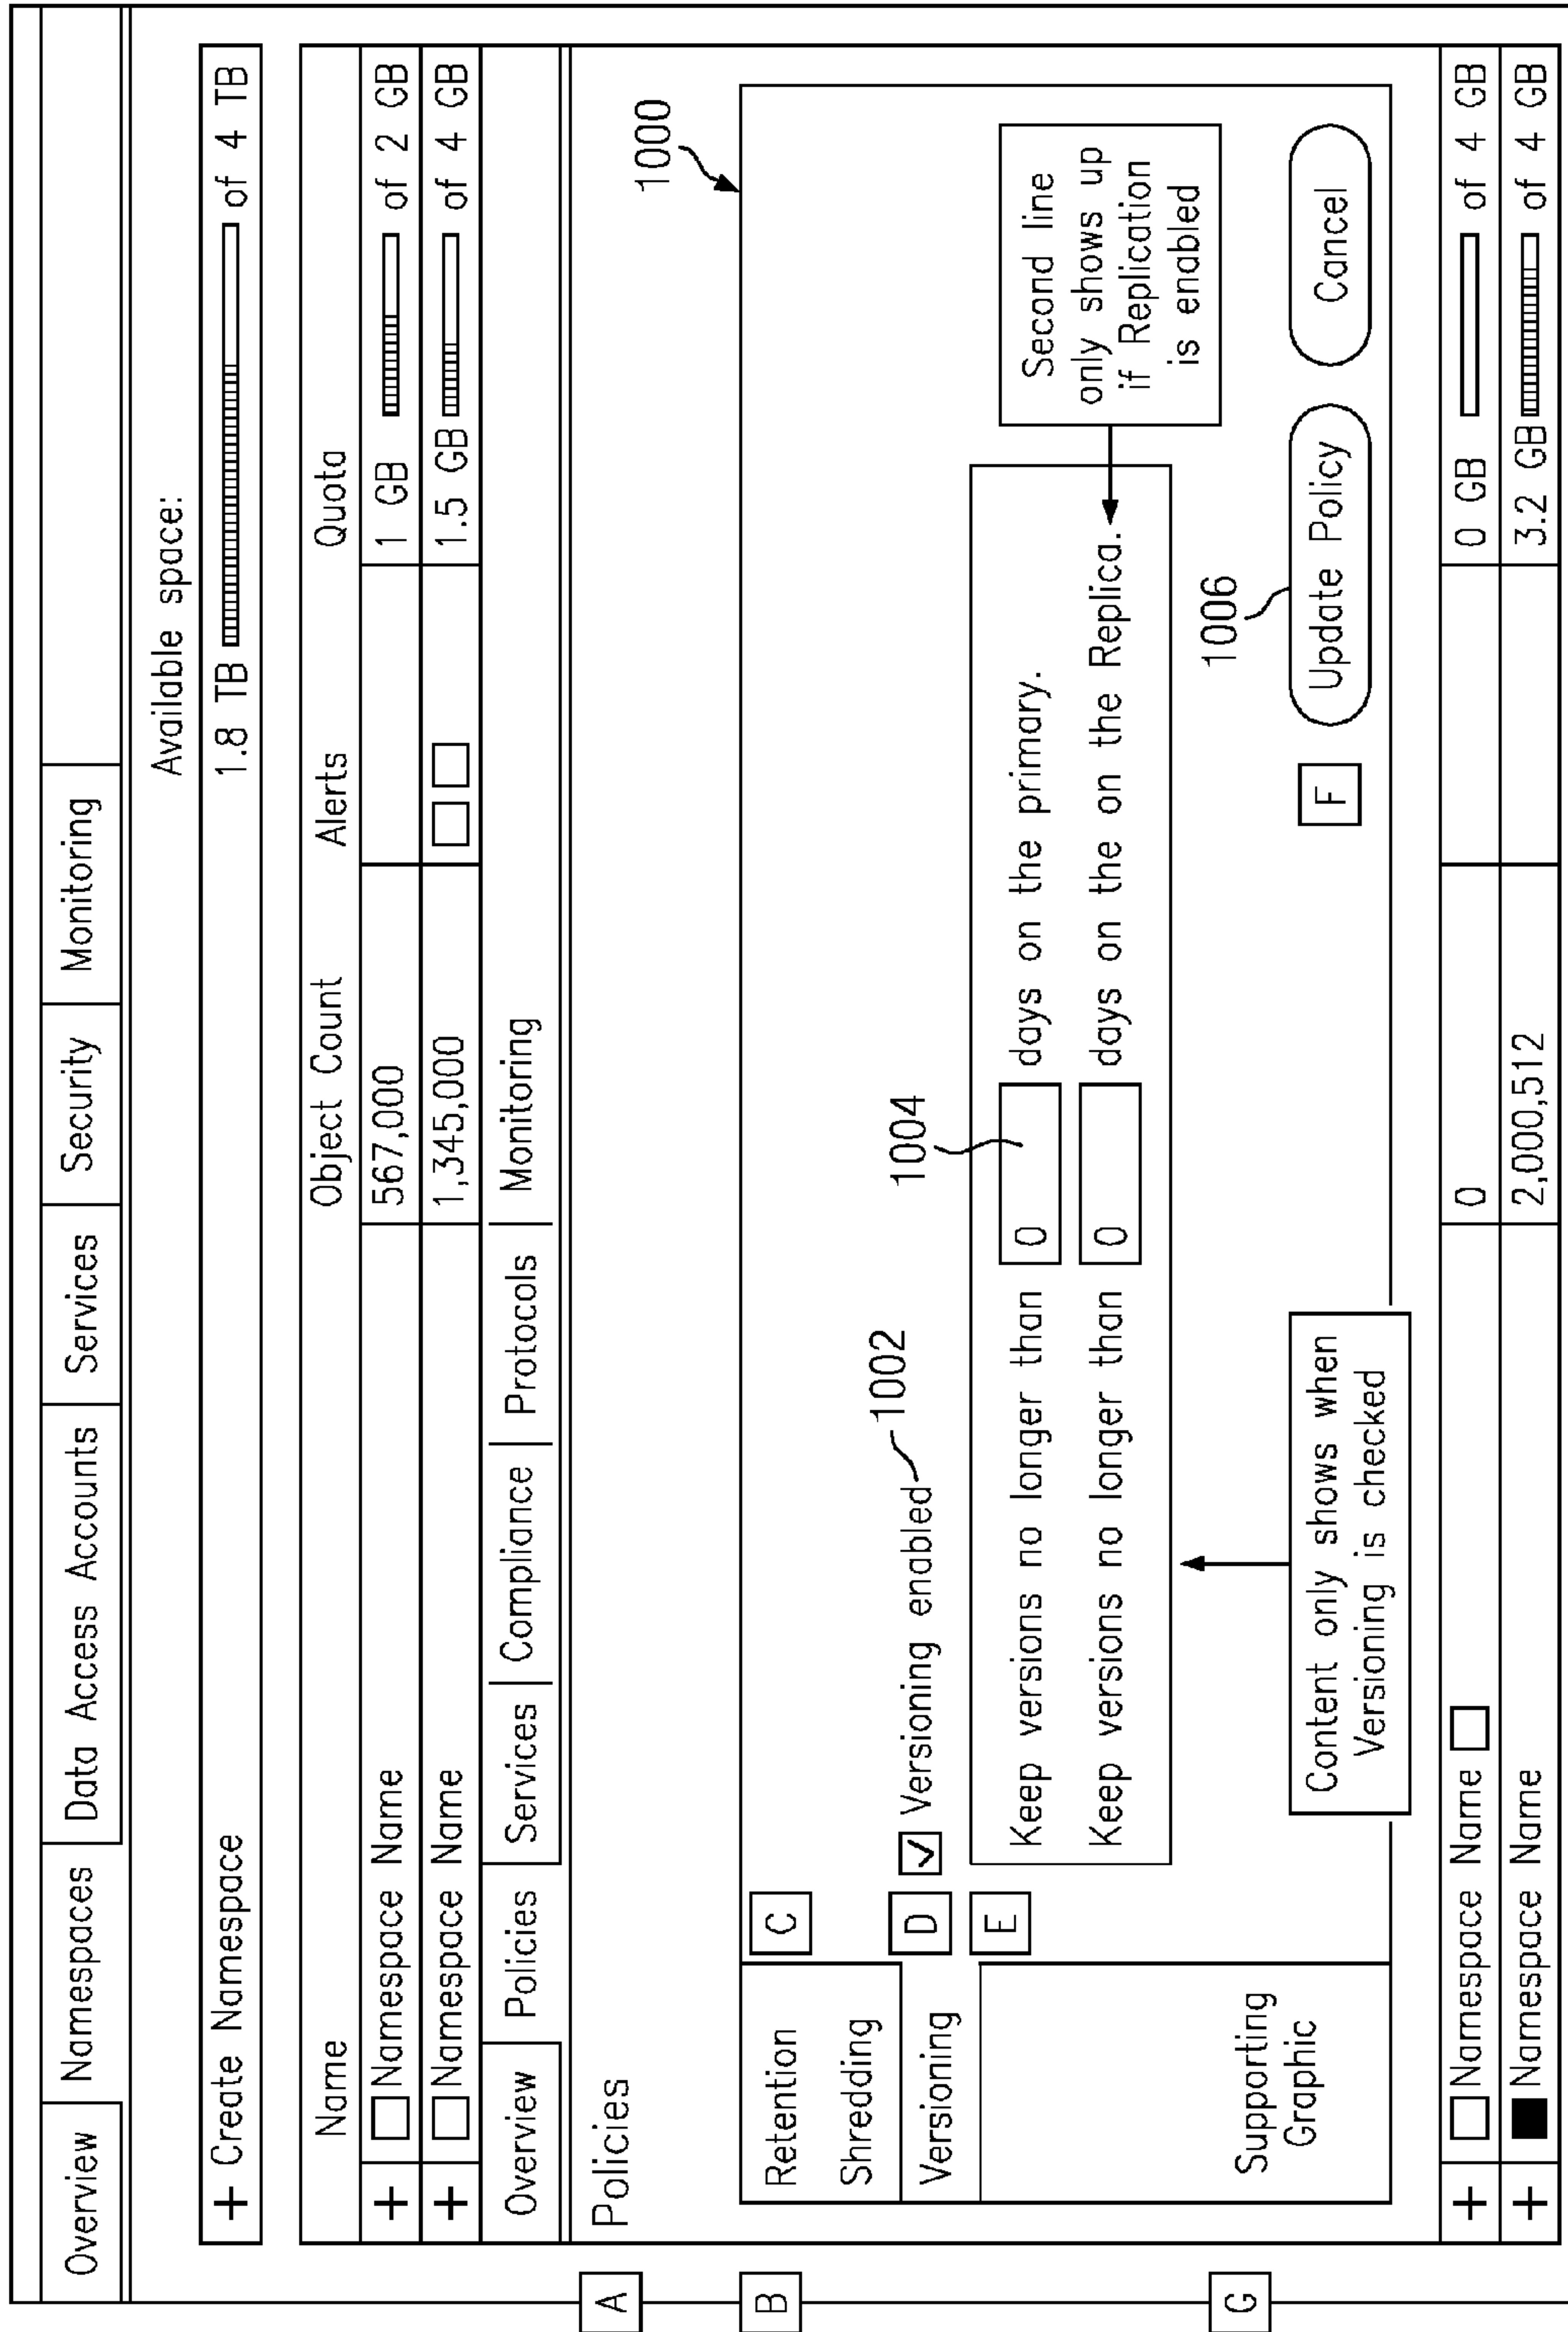 Overview Namespaces Data Access Accounts Services Security Monitoring
Available space:
+ Create Namespace 1.8 TB of 4 TB
Name Object Count Alerts Quota
+ Namespace Name 567,000 1 GB of 2 GB
+ Namespace Name 1,345,000 1.5 GB of 4 GB
Overview Policies Services Compliance Protocols Monitoring
A
Policies
1000
B
Retention
C
Shredding
Versioning
D
Versioning enabled
1002
1004
E
Keep versions no longer than 0 days on the primary.
Keep versions no longer than 0 days on the on the Replica.
Second line
only shows up
if Replication
is enabled
G
Supporting
Graphic
Content only shows when
Versioning is checked
1006
F
Update Policy
Cancel
+ Namespace Name 0 0 GB of 4 GB
+ Namespace Name 2,000,512 3.2 GB of 4 GB